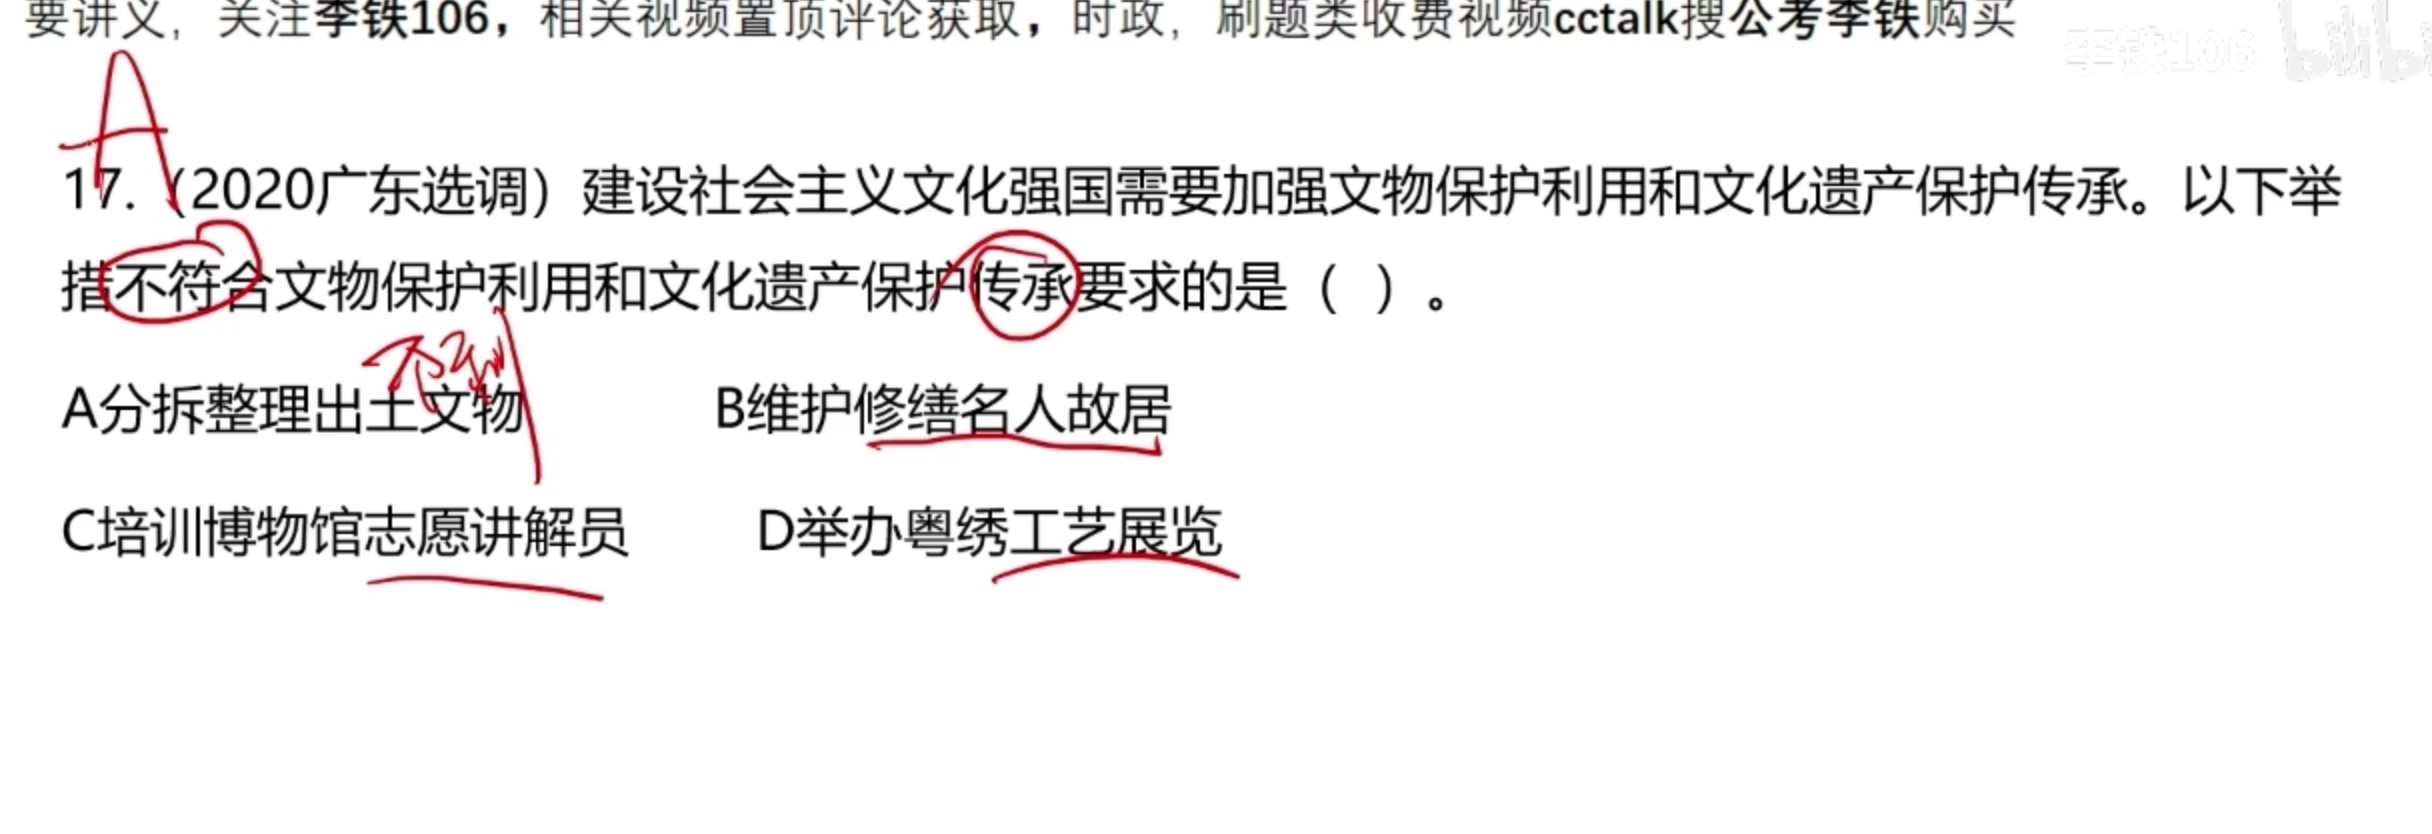 要讲义，关注李铁106，相关视频置顶评论获取，时政，刷题类收费视频cctalk搜公考李铁购买
李铁106 bilibi
A
17.（2020广东选调）建设社会主义文化强国需要加强文物保护利用和文化遗产保护传承。以下举
措不符合文物保护利用和文化遗产保护传承要求的是（ ）。
A分拆整理出土文物 B维护修缮名人故居
C培训博物馆志愿讲解员 D举办粤绣工艺展览